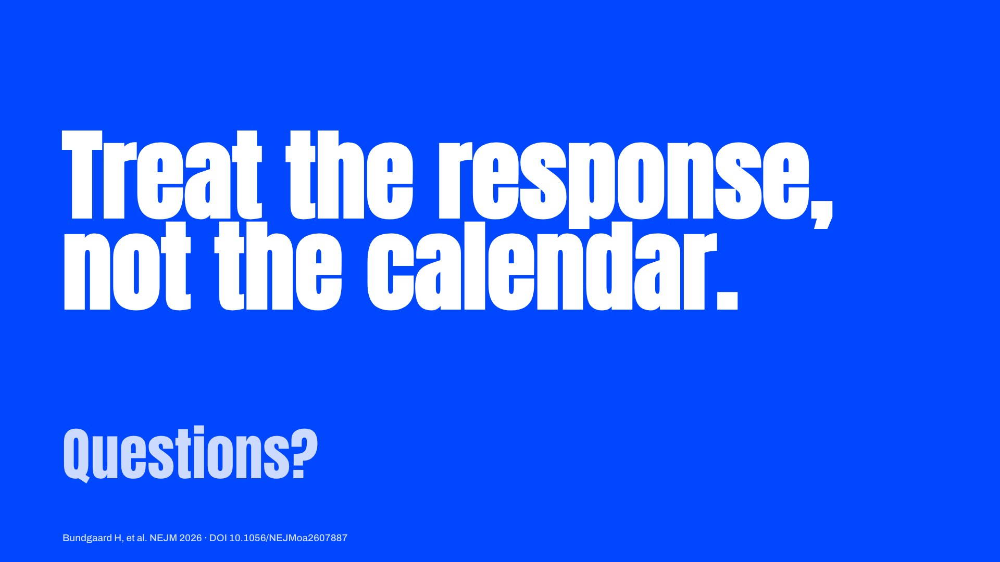 Treat the response,
not the calendar.
Questions?
Bundgaard H, et al. NEJM 2026 · DOI 10.1056/NEJMoa2607887